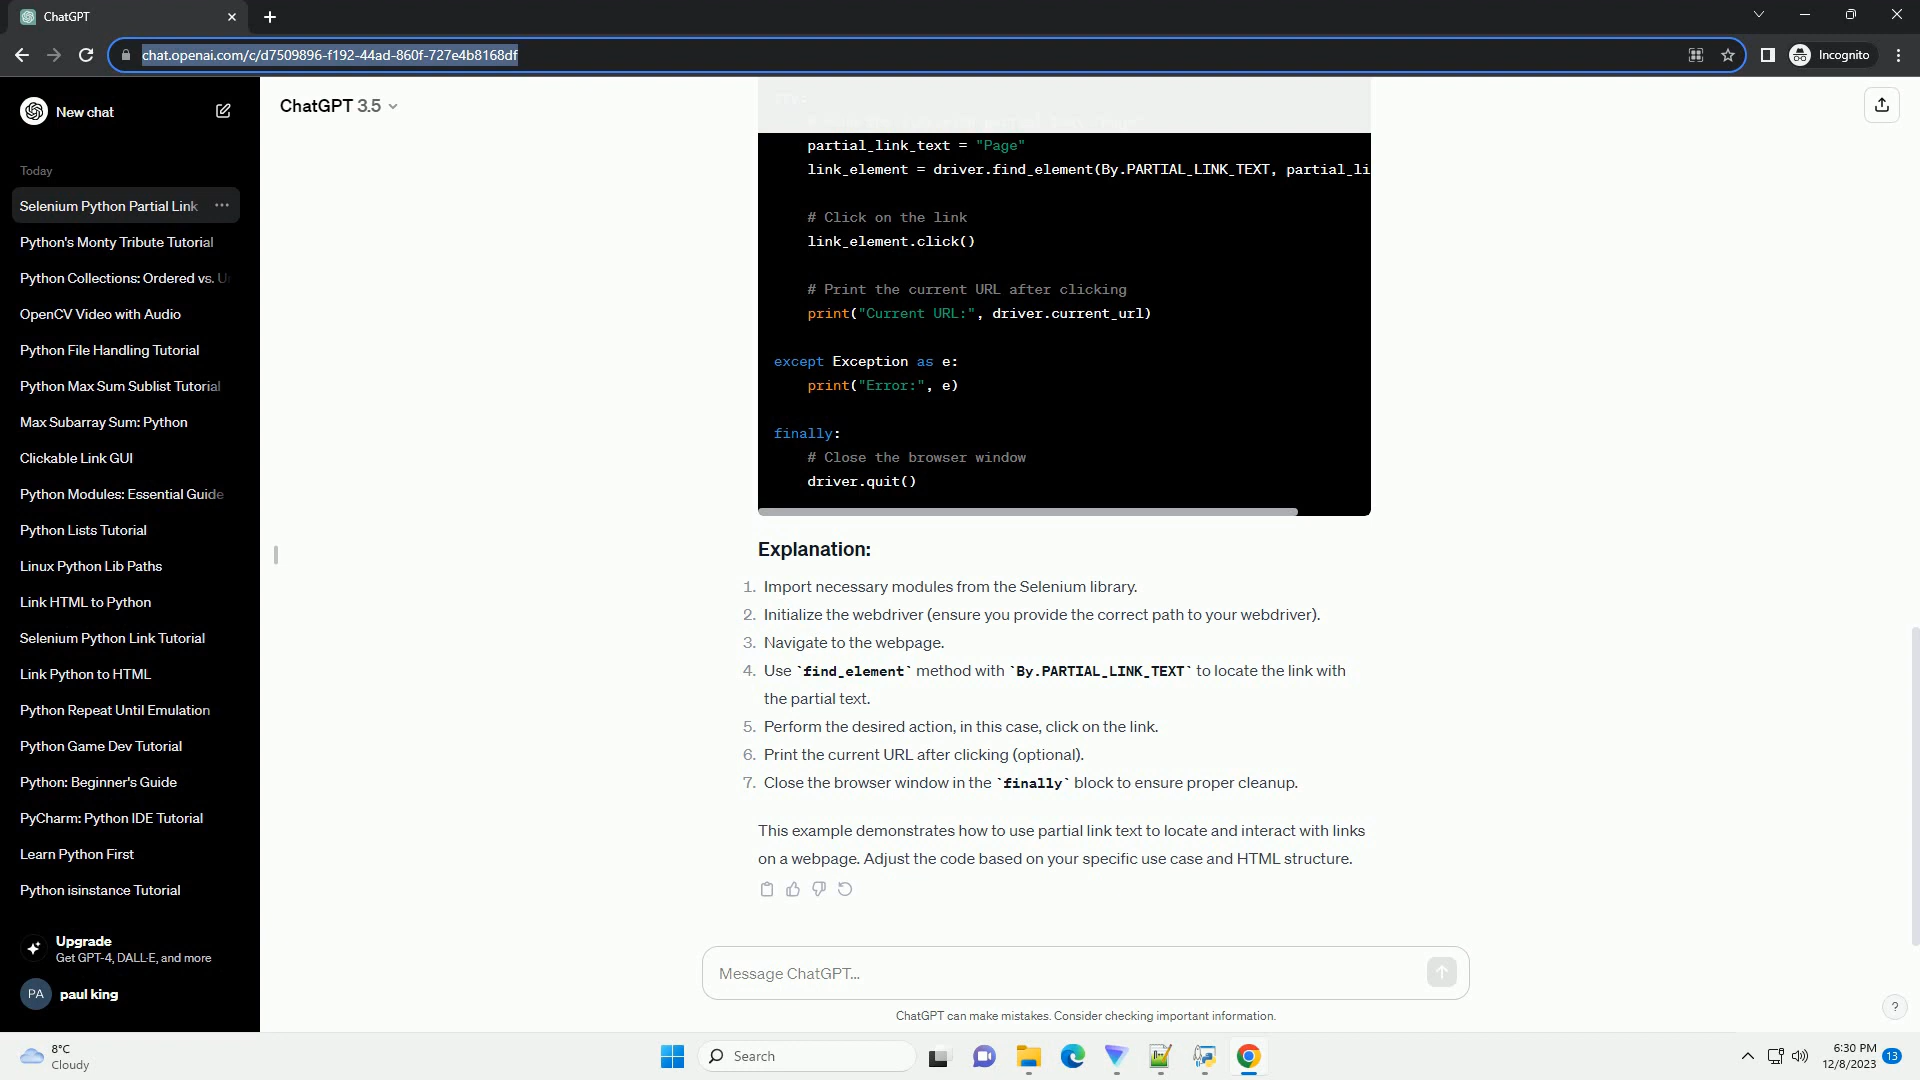 ChatGPT
chat.openai.com/c/d7509896-f192-44ad-860f-727e4b8168df
Incognito
New chat
Today
Selenium Python Partial Link
Python's Monty Tribute Tutorial
Python Collections: Ordered vs. Un
OpenCV Video with Audio
Python File Handling Tutorial
Python Max Sum Sublist Tutorial
Max Subarray Sum: Python
Clickable Link GUI
Python Modules: Essential Guide
Python Lists Tutorial
Linux Python Lib Paths
Link HTML to Python
Selenium Python Link Tutorial
Link Python to HTML
Python Repeat Until Emulation
Python Game Dev Tutorial
Python: Beginner's Guide
PyCharm: Python IDE Tutorial
Learn Python First
Python isinstance Tutorial
Upgrade
Get GPT-4, DALL·E, and more
PA
paul king
ChatGPT 3.5
partial_link_text = "Page"
link_element = driver.find_element(By.PARTIAL_LINK_TEXT, partial_li
# Click on the link
link_element.click()
# Print the current URL after clicking
print("Current URL:", driver.current_url)
except Exception as e:
print("Error:", e)
finally:
# Close the browser window
driver.quit()
Explanation:
1. Import necessary modules from the Selenium library.
2. Initialize the webdriver (ensure you provide the correct path to your webdriver).
3. Navigate to the webpage.
4. Use `find_element` method with `By.PARTIAL_LINK_TEXT` to locate the link with
the partial text.
5. Perform the desired action, in this case, click on the link.
6. Print the current URL after clicking (optional).
7. Close the browser window in the `finally` block to ensure proper cleanup.
This example demonstrates how to use partial link text to locate and interact with links
on a webpage. Adjust the code based on your specific use case and HTML structure.
Message ChatGPT...
ChatGPT can make mistakes. Consider checking important information.
?
8°C
Cloudy
Search
6:30 PM
12/8/2023
13